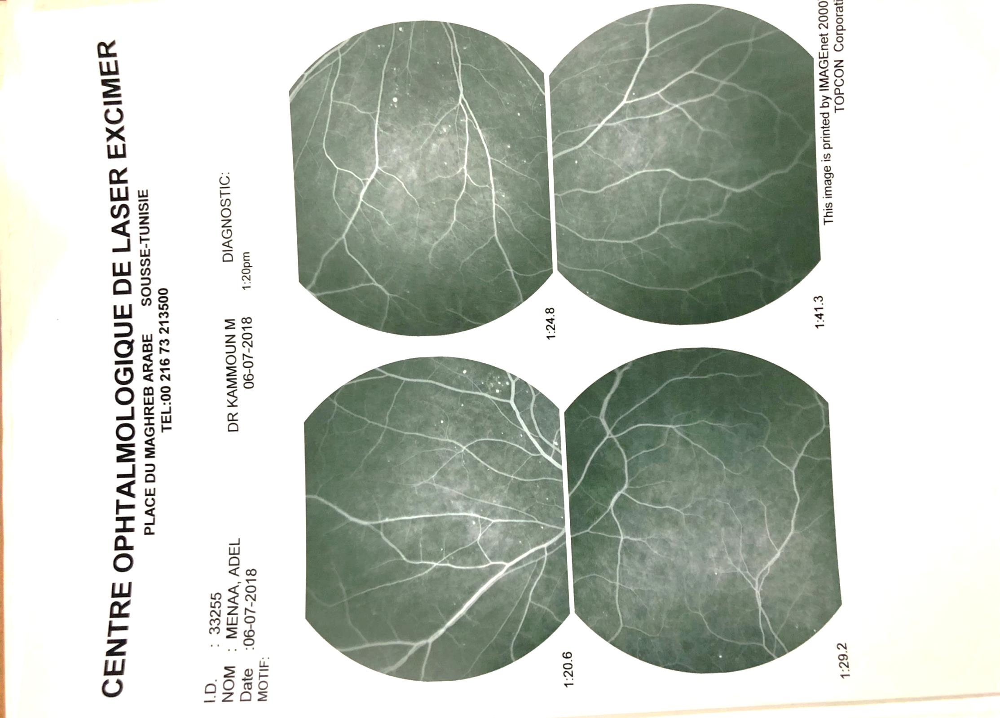 CENTRE OPHTALMOLOGIQUE DE LASER EXCIMER
PLACE DU MAGHREB ARABE SOUSSE-TUNISIE
TEL:00 216 73 213500
I.D. : 33255
NOM : MENAA, ADEL DR KAMMOUN M DIAGNOSTIC:
Date :06-07-2018 06-07-2018 1:20pm
MOTIF:
1:20.6 1:24.8
1:29.2 1:41.3
This image is printed by IMAGEnet 2000
TOPCON